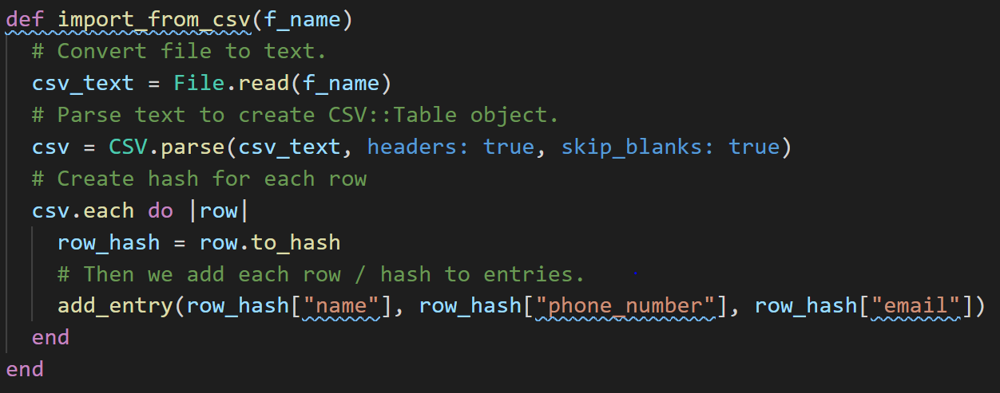 def import_from_csv(f_name)
  # Convert file to text.
  csv_text = File.read(f_name)
  # Parse text to create CSV::Table object.
  csv = CSV.parse(csv_text, headers: true, skip_blanks: true)
  # Create hash for each row
  csv.each do |row|
    row_hash = row.to_hash
    # Then we add each row / hash to entries.
    add_entry(row_hash["name"], row_hash["phone_number"], row_hash["email"])
  end
end